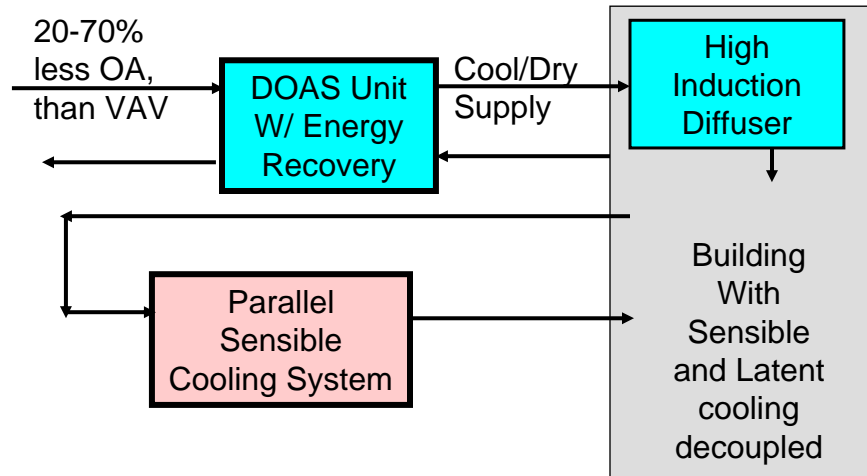 20-70%
less OA,
than VAV
DOAS Unit
W/ Energy
Recovery
Cool/Dry
Supply
High
Induction
Diffuser
Parallel
Sensible
Cooling System
Building
With
Sensible
and Latent
cooling
decoupled